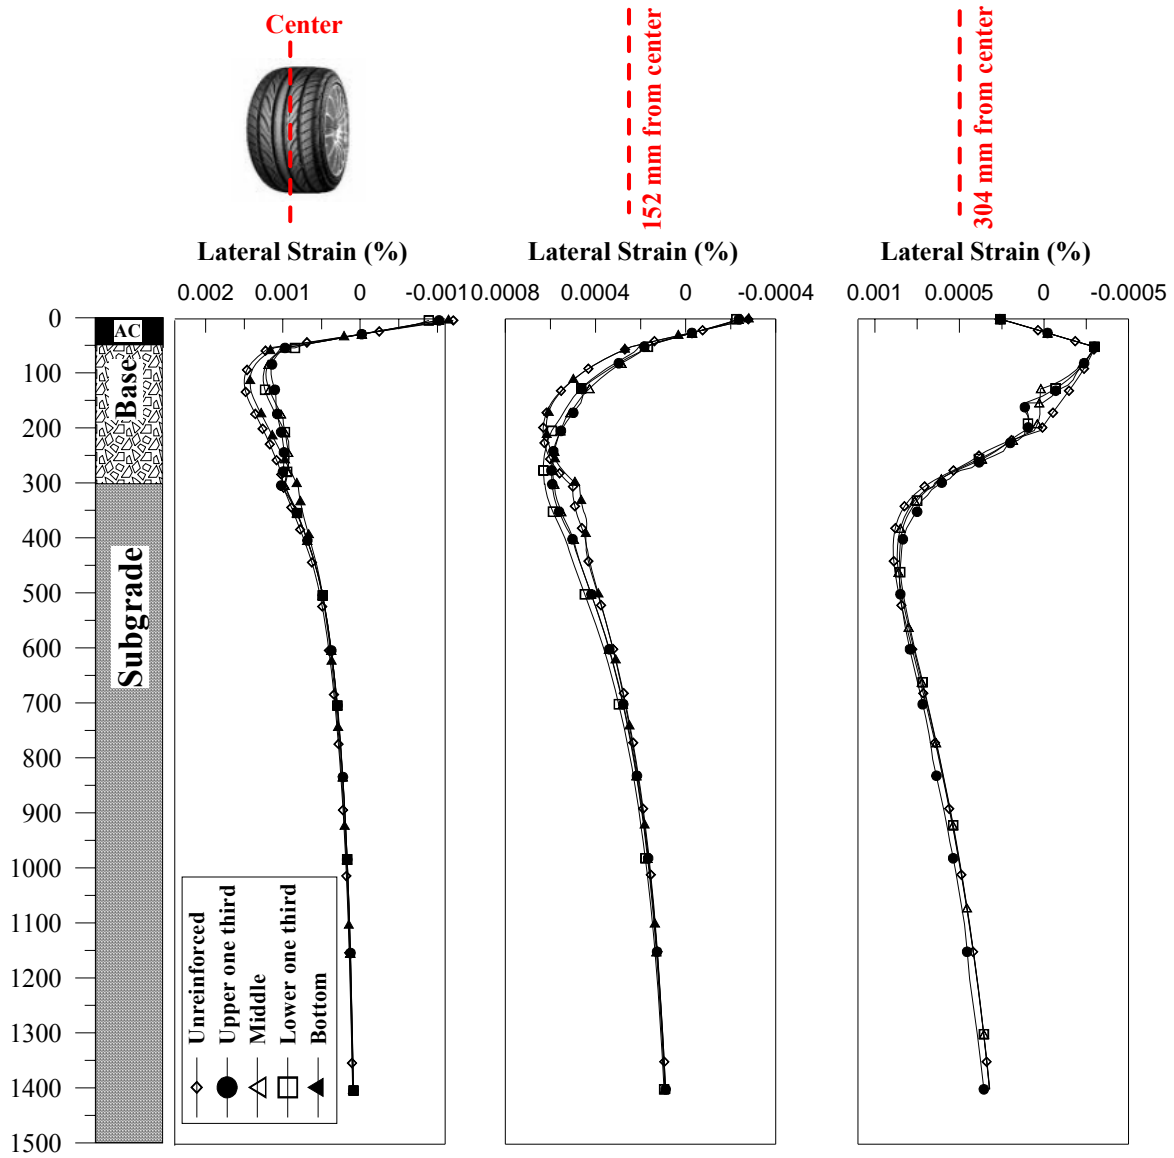 Center
152 mm from center
304 mm from center
Lateral Strain (%)
Lateral Strain (%)
Lateral Strain (%)
0.002
0.001
0
-0.001
0.0008
0.0004
0
-0.0004
0.001
0.0005
0
-0.0005
0
100
200
300
400
500
600
700
800
900
1000
1100
1200
1300
1400
1500
AC
Base
Subgrade
Unreinforced
Upper one third
Middle
Lower one third
Bottom